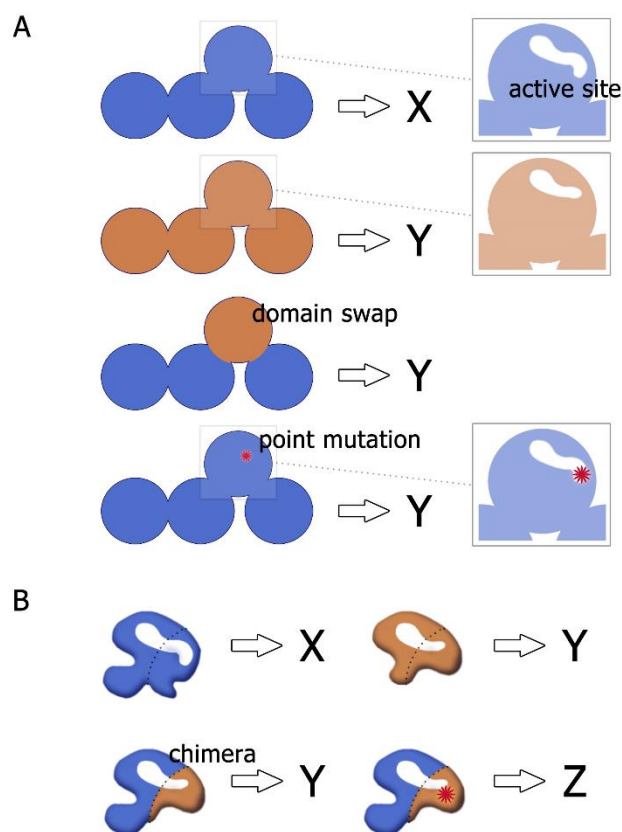 A
X
active site
Y
domain swap
Y
point mutation
Y
B
X
Y
chimera
Y
Z